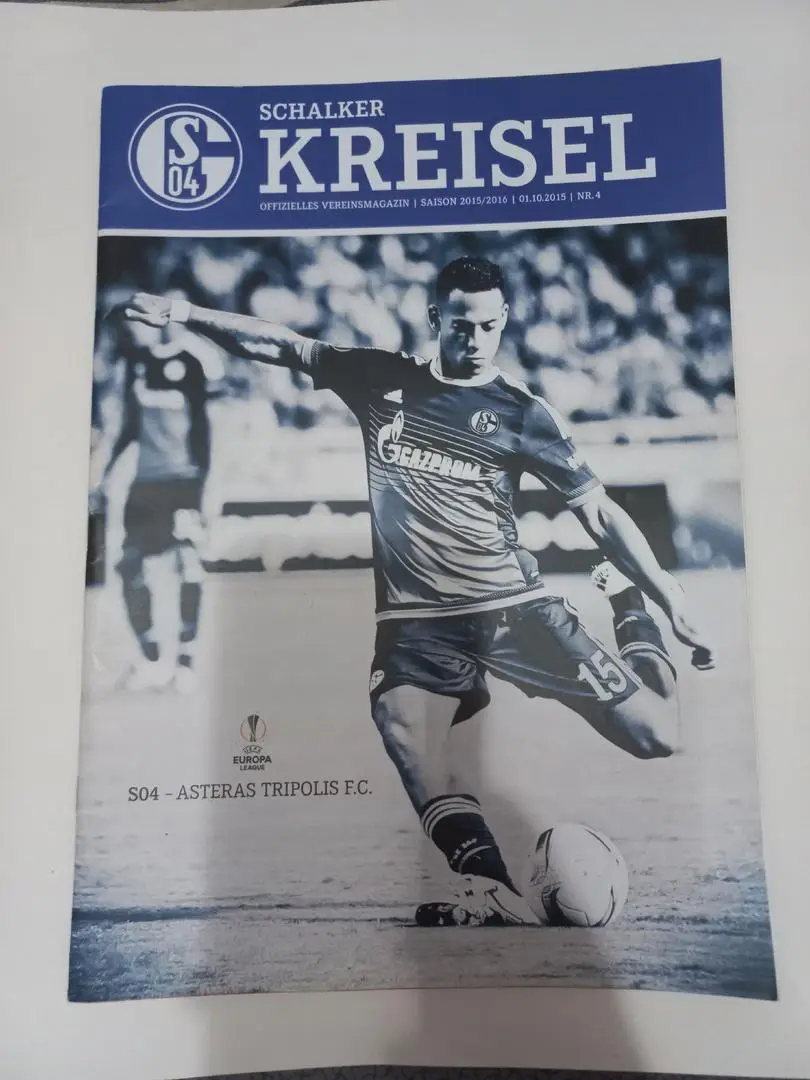 S
04
SCHALKER
KREISEL
OFFIZIELLES VEREINSMAGAZIN | SAISON 2015/2016 | 01.10.2015 | NR. 4
S
04
GAZPROM
15
UEFA
EUROPA
LEAGUE
S04 – ASTERAS TRIPOLIS F.C.